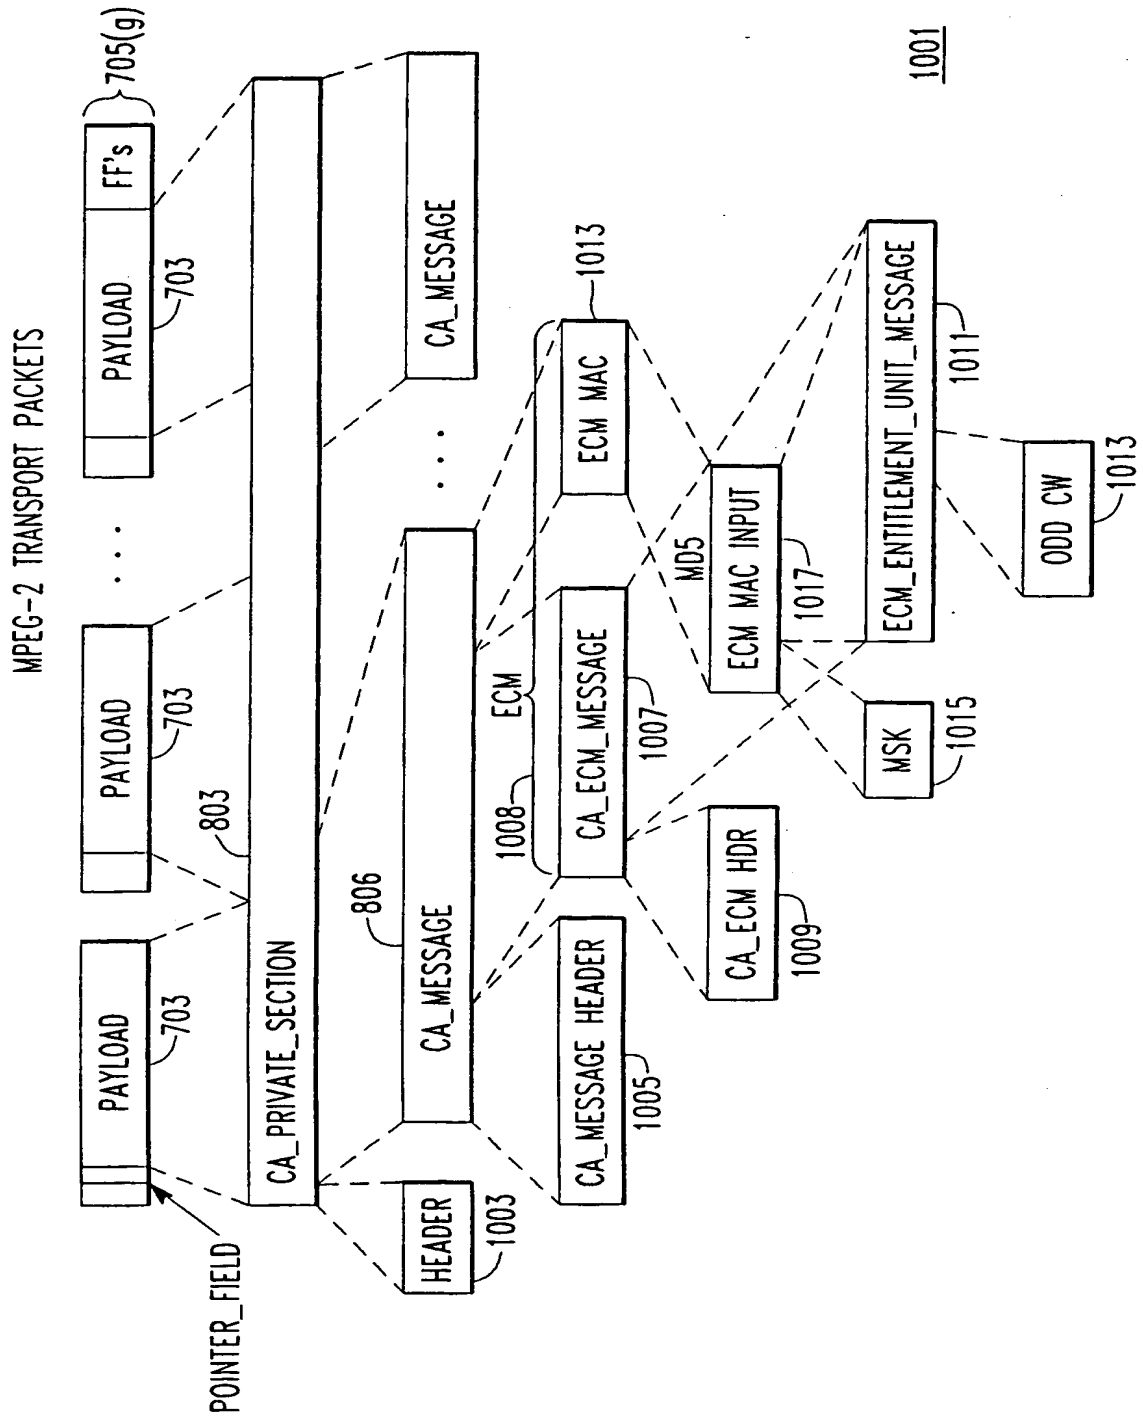 MPEG-2 TRANSPORT PACKETS
POINTER_FIELD
PAYLOAD
703
PAYLOAD
703
. . .
PAYLOAD
703
FF's
705(g)
CA_PRIVATE_SECTION
803
HEADER
1003
CA_MESSAGE
806
. . .
CA_MESSAGE
CA_MESSAGE HEADER
1005
1008
ECM
CA_ECM_MESSAGE
1007
ECM MAC
1013
CA_ECM HDR
1009
MD5
ECM MAC INPUT
1017
MSK
1015
ECM_ENTITLEMENT_UNIT_MESSAGE
1011
ODD CW
1013
1001